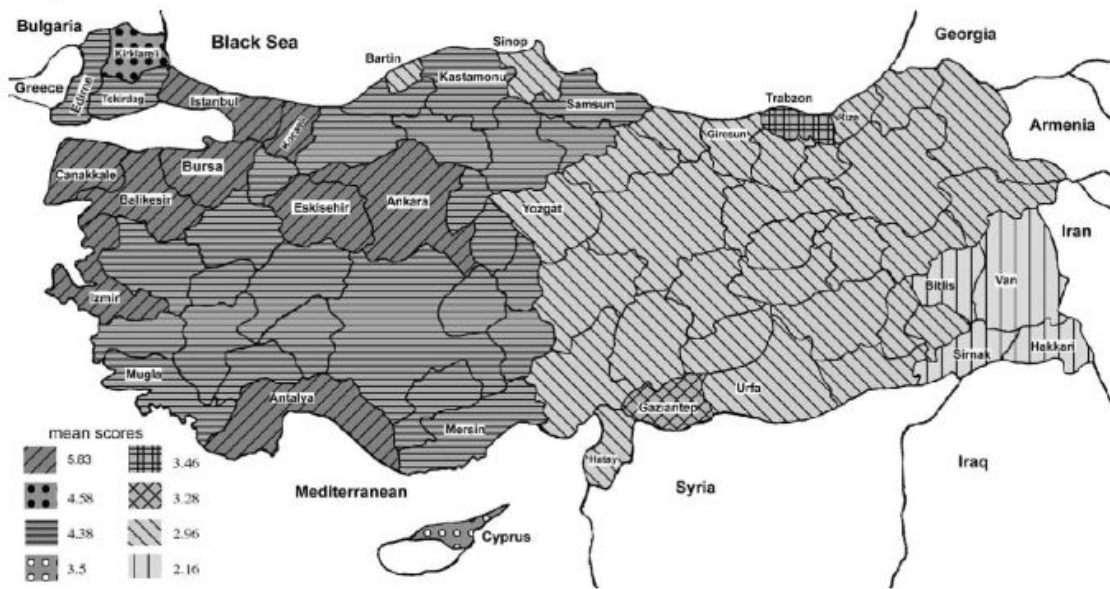 Bulgaria
Black Sea
Georgia
Sinop
Kirklareli
Bartin
Kastamonu
Greece
Edirne
Tekirdag
Istanbul
Samsun
Trabzon
Rize
Armenia
Kocaeli
Giresun
Bursa
Canakkale
Balikesir
Eskisehir
Ankara
Yozgat
Iran
Izmir
Bitlis
Van
Sirnak
Hakkari
Mugla
Antalya
Mersin
Gaziantep
Urfa
Hatay
mean scores
5.83
3.46
4.58
3.28
4.38
2.96
3.5
2.16
Mediterranean
Syria
Iraq
Cyprus